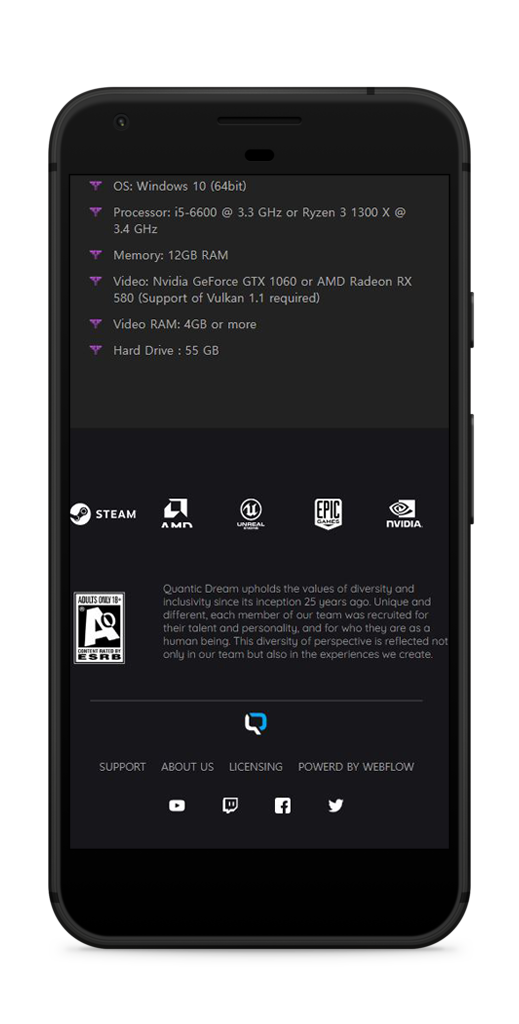 OS: Windows 10 (64bit)
Processor: i5-6600 @ 3.3 GHz or Ryzen 3 1300 X @
3.4 GHz
Memory: 12GB RAM
Video: Nvidia GeForce GTX 1060 or AMD Radeon RX
580 (Support of Vulkan 1.1 required)
Video RAM: 4GB or more
Hard Drive : 55 GB
STEAM
AMD
UNREAL
EPIC
GAMES
NVIDIA
ADULTS ONLY 18+
AO
CONTENT RATED BY
ESRB
Quantic Dream upholds the values of diversity and
inclusivity since its inception 25 years ago. Unique and
different, each member of our team was recruited for
their talent and personality, and for who they are as a
human being. This diversity of perspective is reflected not
only in our team but also in the experiences we create.
SUPPORT ABOUT US LICENSING POWERD BY WEBFLOW